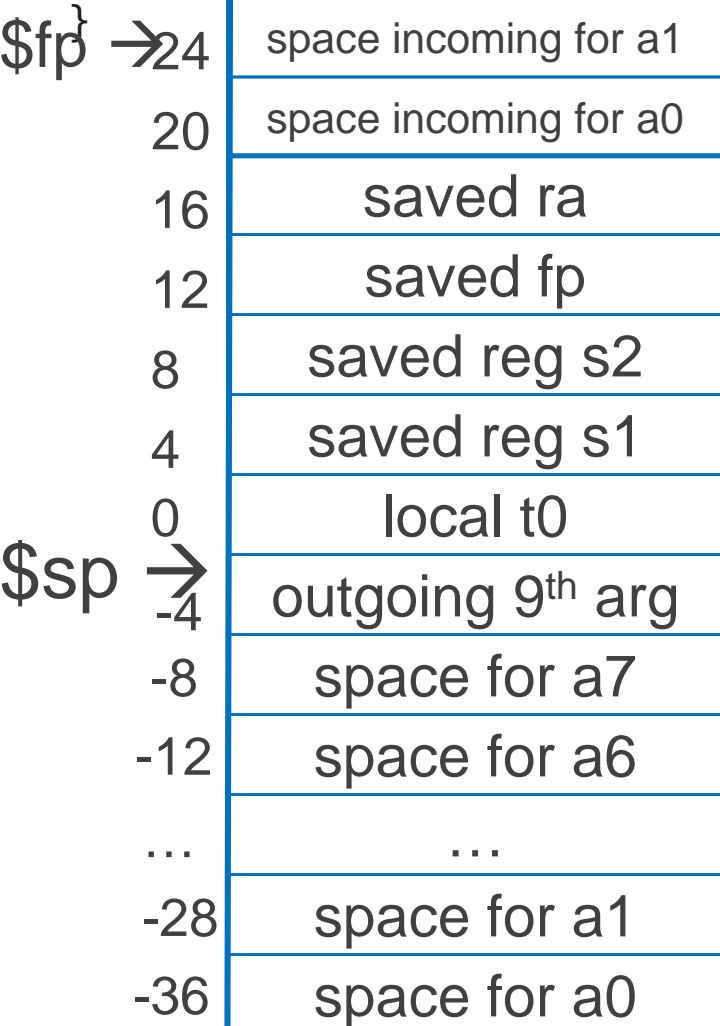 }
$fp → 24 space incoming for a1
20 space incoming for a0
16 saved ra
12 saved fp
8 saved reg s2
4 saved reg s1
0 local t0
$sp →
-4 outgoing 9th arg
-8 space for a7
-12 space for a6
... ...
-28 space for a1
-36 space for a0